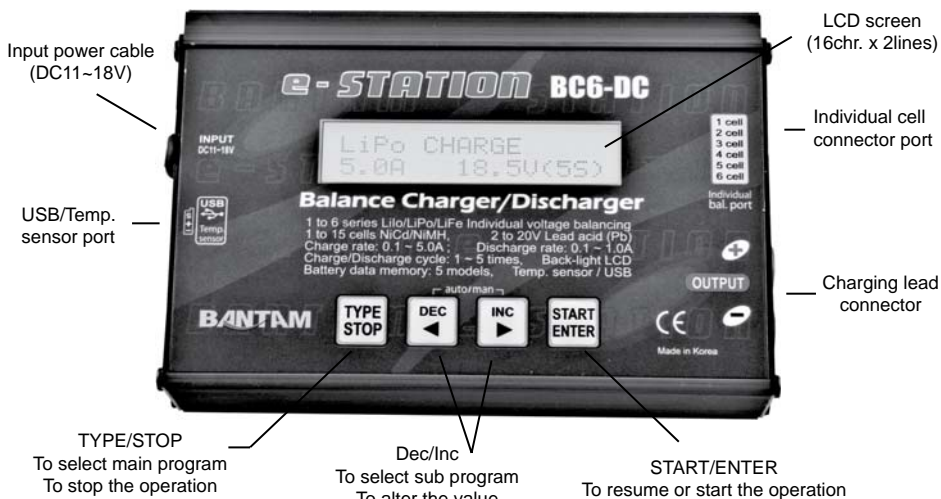 Input power cable
(DC11~18V)
LCD screen
(16chr. x 2lines)
e-STATION BC6-DC
INPUT
DC11~18V
LiPo CHARGE
5.0A 18.5V(5S)
1 cell
2 cell
3 cell
4 cell
5 cell
6 cell
Individual
bal. port
Individual cell
connector port
USB/Temp.
sensor port
USB
Temp.
sensor
Balance Charger/Discharger
1 to 6 series LiIo/LiPo/LiFe Individual voltage balancing
1 to 15 cells NiCd/NiMH, 2 to 20V Lead acid (Pb)
Charge rate: 0.1 ~ 5.0A ; Discharge rate: 0.1 ~ 1.0A
Charge/Discharge cycle: 1 ~ 5 times, Back-light LCD
Battery data memory: 5 models, Temp. sensor / USB
+
OUTPUT
-
Charging lead
connector
auto/man
BANTAM
TYPE
STOP
DEC
◄
INC
►
START
ENTER
CE
Made in Korea
TYPE/STOP
To select main program
To stop the operation
Dec/Inc
To select sub program
To alter the value
START/ENTER
To resume or start the operation